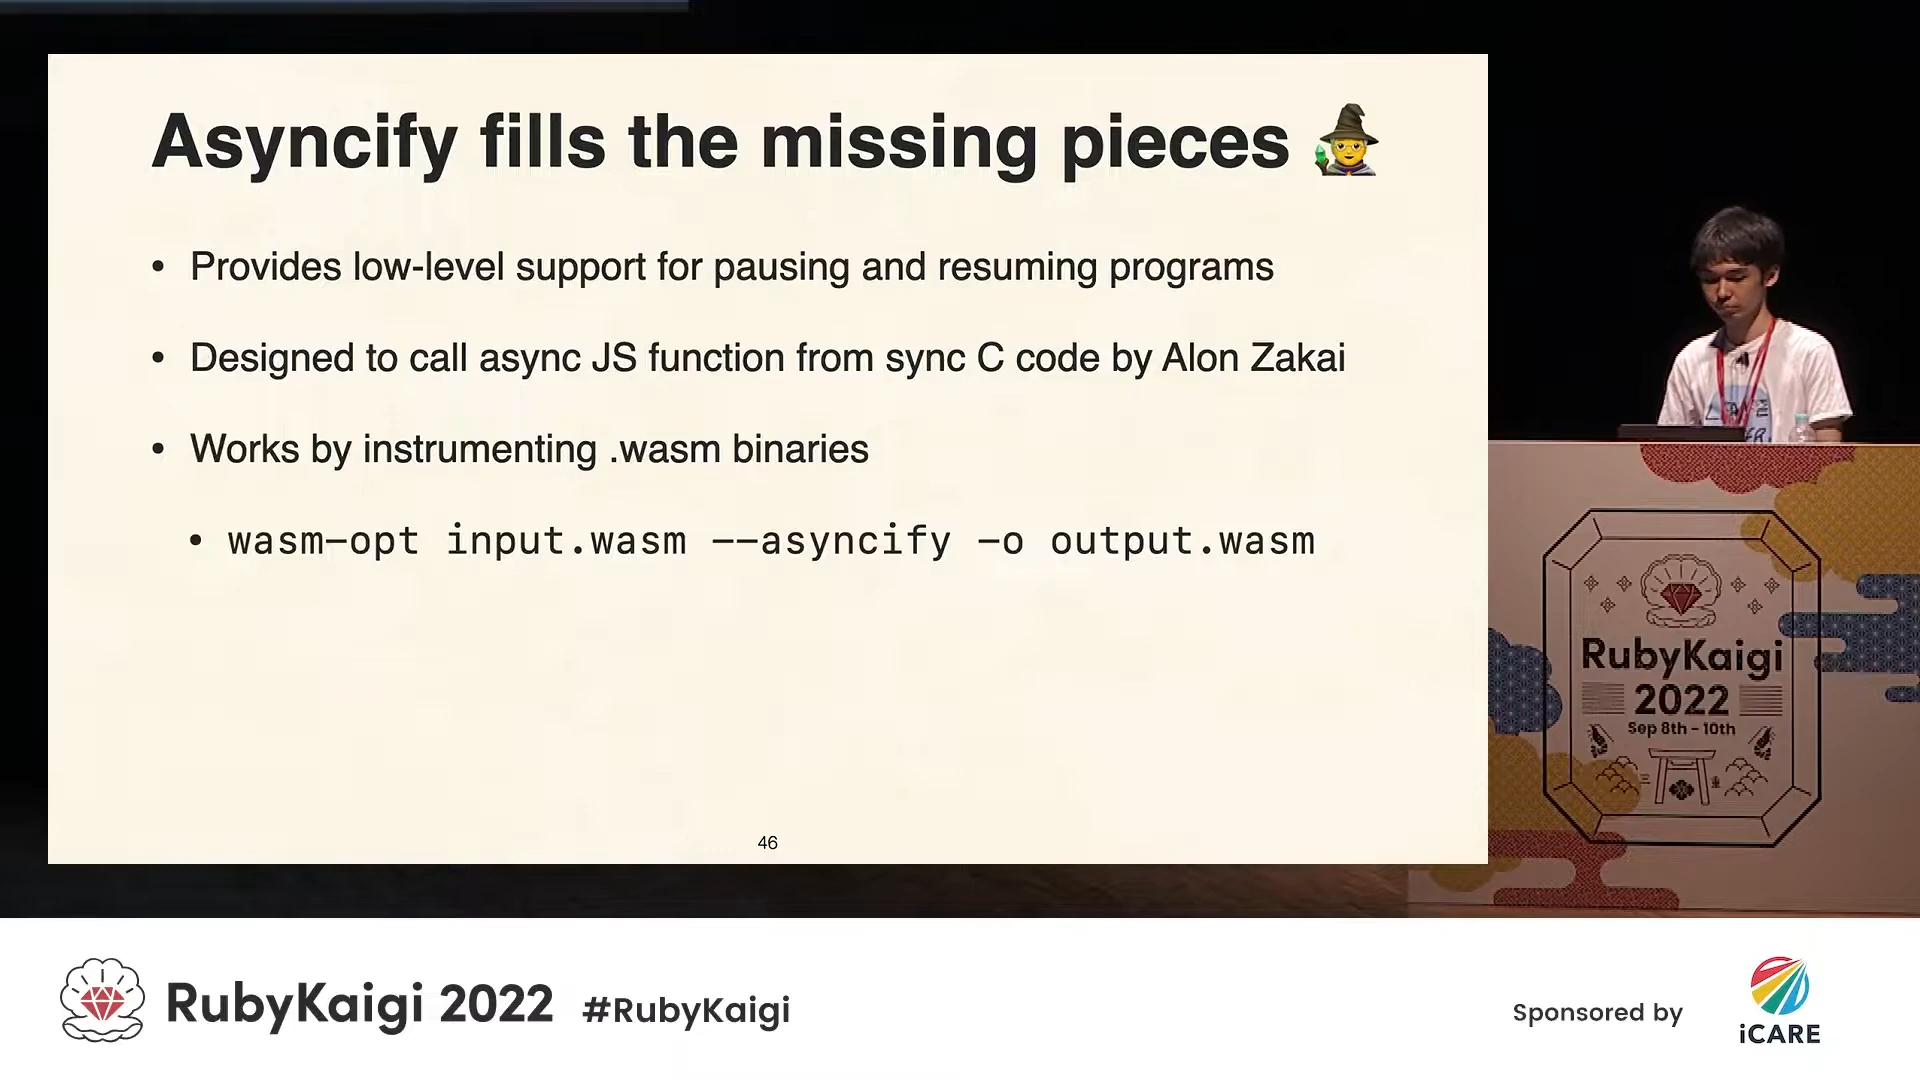 Asyncify fills the missing pieces
• Provides low-level support for pausing and resuming programs
• Designed to call async JS function from sync C code by Alon Zakai
• Works by instrumenting .wasm binaries
• wasm-opt input.wasm --asyncify -o output.wasm
46
RubyKaigi
2022
Sep 8th - 10th
RubyKaigi 2022 #RubyKaigi
Sponsored by
iCARE